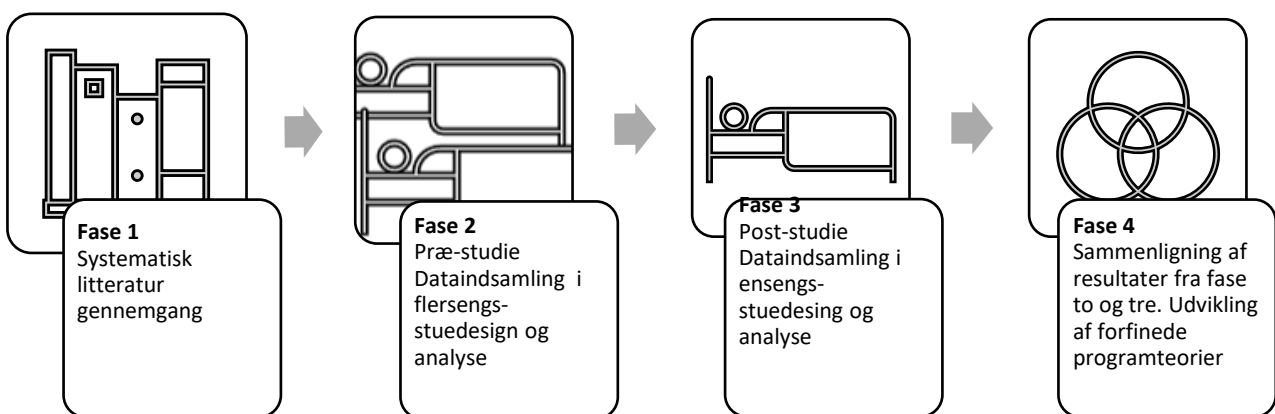 Fase 1
Systematisk
litteratur
gennemgang
Fase 2
Præ-studie
Dataindsamling i
flersengs-
stuedesign og
analyse
Fase 3
Post-studie
Dataindsamling i
ensengs-
stuedesing og
analyse
Fase 4
Sammenligning af
resultater fra fase
to og tre. Udvikling
af forfinede
programteorier